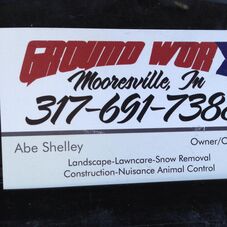 GROUND WOR
Mooresville, In
317-691-738
Abe Shelley
Owner/O
Landscape-Lawncare-Snow Removal
Construction-Nuisance Animal Control